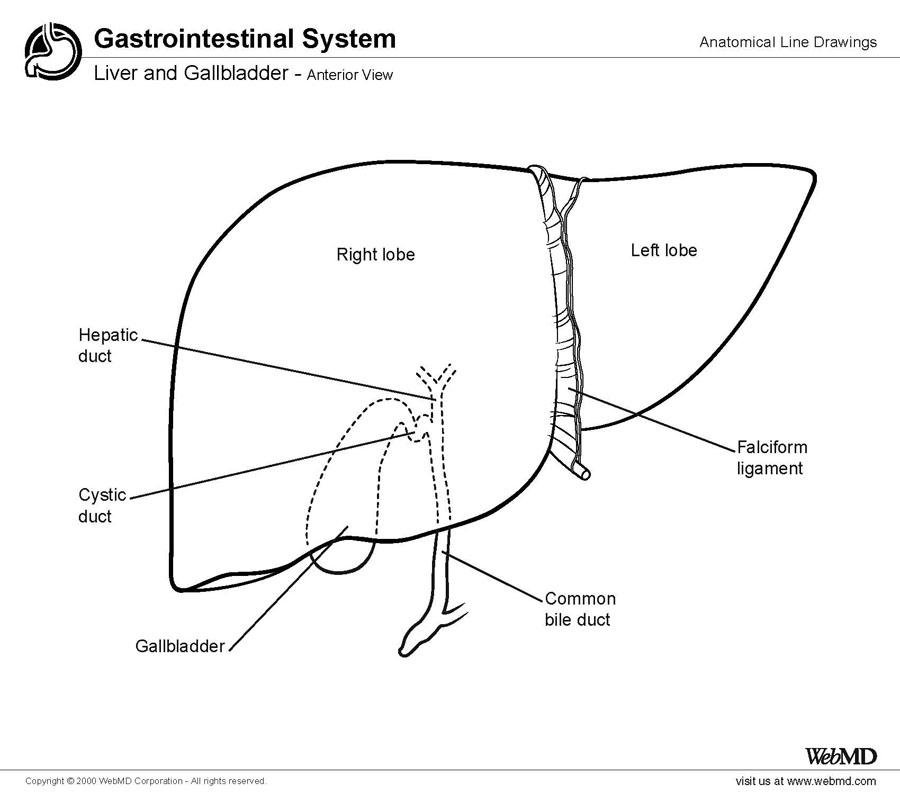 Gastrointestinal System
Anatomical Line Drawings
Liver and Gallbladder - Anterior View
Right lobe
Left lobe
Hepatic
duct
Falciform
ligament
Cystic
duct
Common
bile duct
Gallbladder
WebMD
Copyright © 2000 WebMD Corporation - All rights reserved.
visit us at www.webmd.com